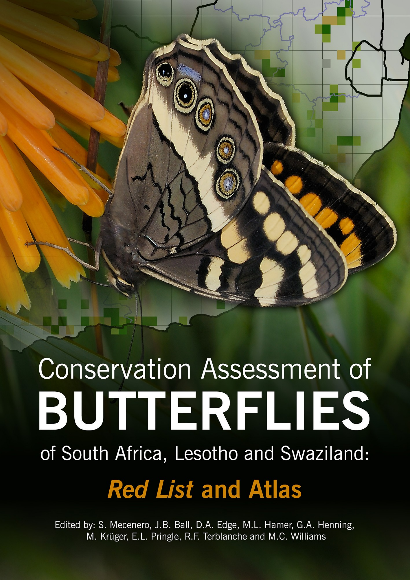 Conservation Assessment of
BUTTERFLIES
of South Africa, Lesotho and Swaziland:
Red List and Atlas
Edited by: S. Mecenero, J.B. Ball, D.A. Edge, M.L. Hamer, G.A. Henning,
M. Krüger, E.L. Pringle, R.F. Terblanche and M.C. Williams